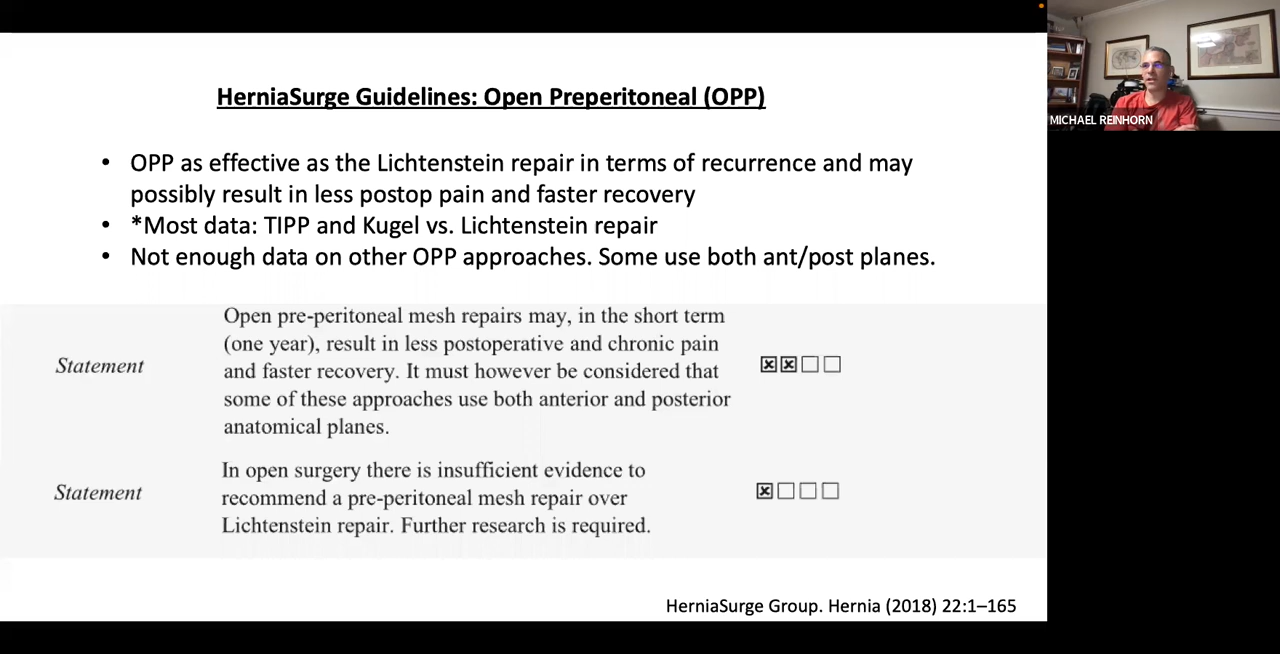 HerniaSurge Guidelines: Open Preperitoneal (OPP)
• OPP as effective as the Lichtenstein repair in terms of recurrence and may
possibly result in less postop pain and faster recovery
• *Most data: TIPP and Kugel vs. Lichtenstein repair
• Not enough data on other OPP approaches. Some use both ant/post planes.
Statement
Open pre-peritoneal mesh repairs may, in the short term
(one year), result in less postoperative and chronic pain
and faster recovery. It must however be considered that
some of these approaches use both anterior and posterior
anatomical planes.
Statement
In open surgery there is insufficient evidence to
recommend a pre-peritoneal mesh repair over
Lichtenstein repair. Further research is required.
HerniaSurge Group. Hernia (2018) 22:1–165
MICHAEL REINHORN